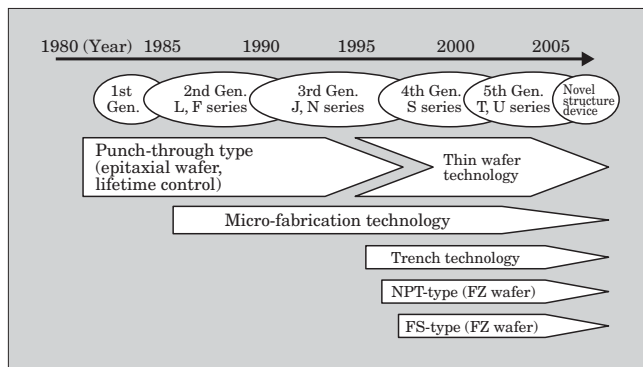 1980 (Year) 1985 1990 1995 2000 2005
1st
Gen.
2nd Gen.
L, F series
3rd Gen.
J, N series
4th Gen.
S series
5th Gen.
T, U series
Novel
structure
device
Punch-through type
(epitaxial wafer,
lifetime control)
Thin wafer
technology
Micro-fabrication technology
Trench technology
NPT-type (FZ wafer)
FS-type (FZ wafer)